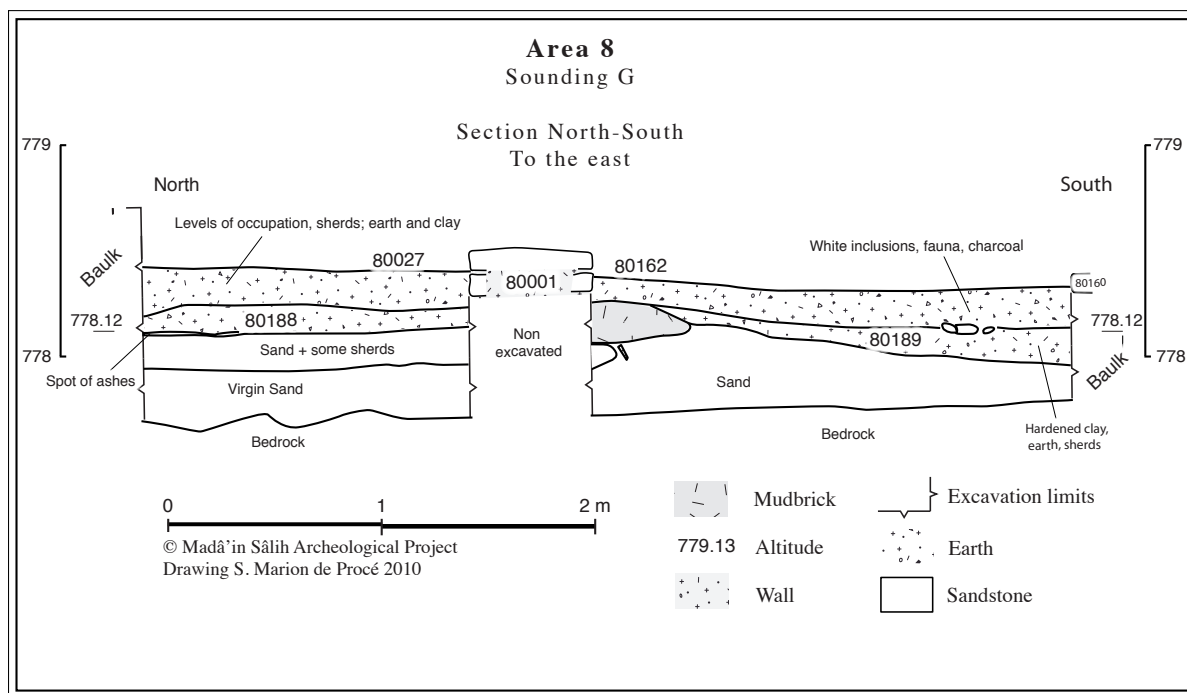 Area 8
Sounding G
Section North-South
To the east
779
779
North
South
Levels of occupation, sherds; earth and clay
White inclusions, fauna, charcoal
Baulk
80027
80162
80001
80160
778.12
778.12
80188
80189
Non
excavated
Sand + some sherds
778
778
Baulk
Spot of ashes
Virgin Sand
Sand
Bedrock
Bedrock
Hardened clay,
earth, sherds
0 1 2 m
Mudbrick
Excavation limits
© Madâ'in Sâlih Archeological Project
Drawing S. Marion de Procé 2010
779.13 Altitude
Earth
Wall
Sandstone